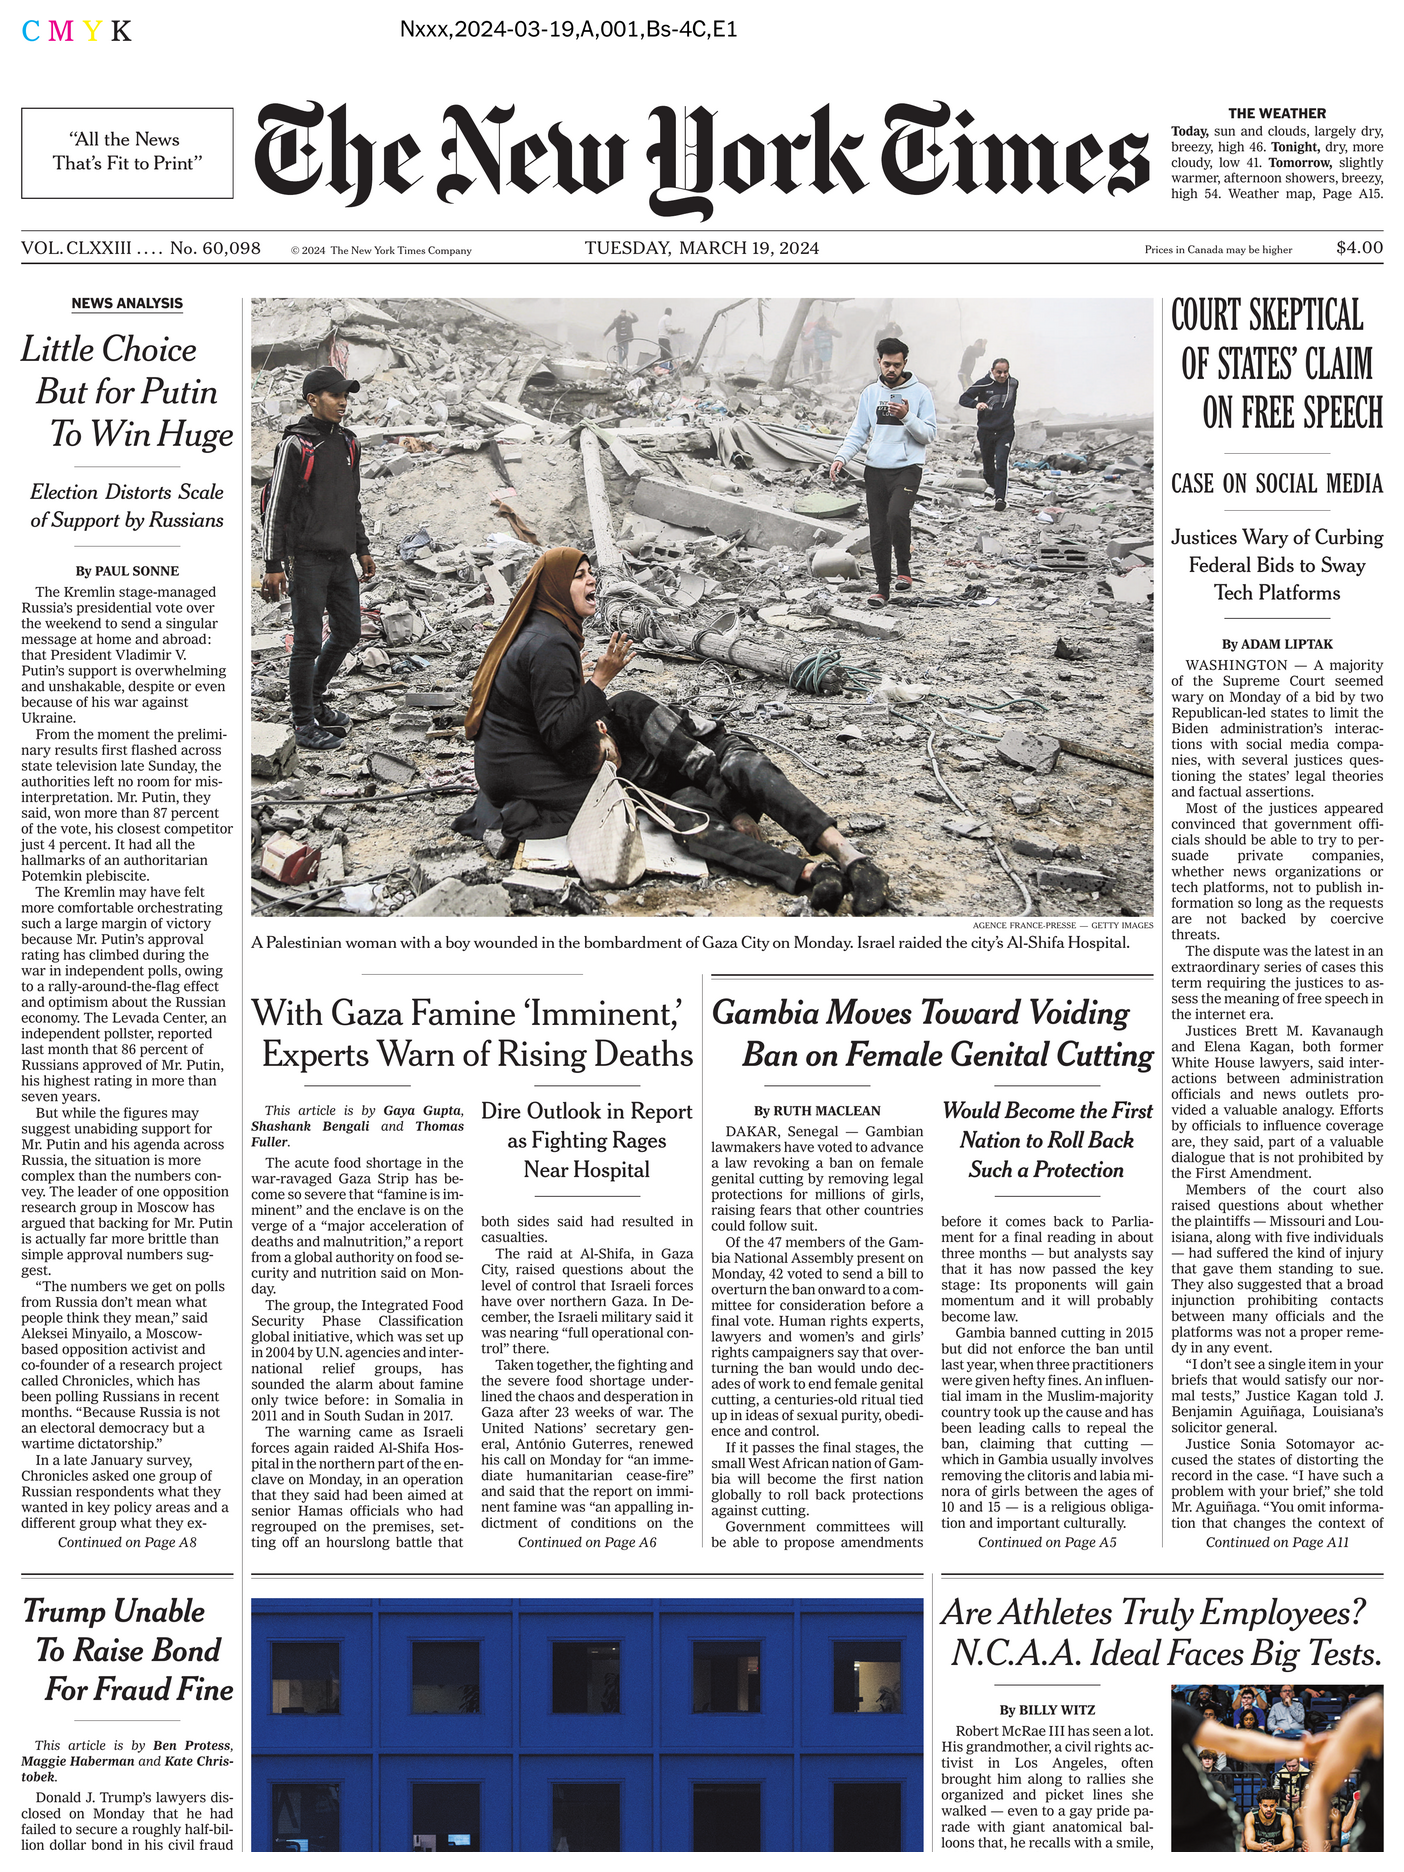 C M Y K
Nxxx,2024-03-19,A,001,Bs-4C,E1
“All the News
That’s Fit to Print”
The New York Times
THE WEATHER
Today, sun and clouds, largely dry,
breezy, high 46. Tonight, dry, more
cloudy, low 41. Tomorrow, slightly
warmer, afternoon showers, breezy,
high 54. Weather map, Page A15.
VOL. CLXXIII .... No. 60,098
© 2024 The New York Times Company
TUESDAY, MARCH 19, 2024
Prices in Canada may be higher
$4.00
NEWS ANALYSIS
Little Choice
But for Putin
To Win Huge
Election Distorts Scale
of Support by Russians
By PAUL SONNE
The Kremlin stage-managed
Russia’s presidential vote over
the weekend to send a singular
message at home and abroad:
that President Vladimir V.
Putin’s support is overwhelming
and unshakable, despite or even
because of his war against
Ukraine.
From the moment the prelimi-
nary results first flashed across
state television late Sunday, the
authorities left no room for mis-
interpretation. Mr. Putin, they
said, won more than 87 percent
of the vote, his closest competitor
just 4 percent. It had all the
hallmarks of an authoritarian
Potemkin plebiscite.
The Kremlin may have felt
more comfortable orchestrating
such a large margin of victory
because Mr. Putin’s approval
rating has climbed during the
war in independent polls, owing
to a rally-around-the-flag effect
and optimism about the Russian
economy. The Levada Center, an
independent pollster, reported
last month that 86 percent of
Russians approved of Mr. Putin,
his highest rating in more than
seven years.
But while the figures may
suggest unabiding support for
Mr. Putin and his agenda across
Russia, the situation is more
complex than the numbers con-
vey. The leader of one opposition
research group in Moscow has
argued that backing for Mr. Putin
is actually far more brittle than
simple approval numbers sug-
gest.
“The numbers we get on polls
from Russia don’t mean what
people think they mean,” said
Aleksei Minyailo, a Moscow-
based opposition activist and
co-founder of a research project
called Chronicles, which has
been polling Russians in recent
months. “Because Russia is not
an electoral democracy but a
wartime dictatorship.”
In a late January survey,
Chronicles asked one group of
Russian respondents what they
wanted in key policy areas and a
different group what they ex-
Continued on Page A8
AGENCE FRANCE-PRESSE — GETTY IMAGES
A Palestinian woman with a boy wounded in the bombardment of Gaza City on Monday. Israel raided the city’s Al-Shifa Hospital.
With Gaza Famine ‘Imminent,’
Experts Warn of Rising Deaths
This article is by Gaya Gupta,
Shashank Bengali and Thomas
Fuller.
The acute food shortage in the
war-ravaged Gaza Strip has be-
come so severe that “famine is im-
minent” and the enclave is on the
verge of a “major acceleration of
deaths and malnutrition,” a report
from a global authority on food se-
curity and nutrition said on Mon-
day.
The group, the Integrated Food
Security Phase Classification
global initiative, which was set up
in 2004 by U.N. agencies and inter-
national relief groups, has
sounded the alarm about famine
only twice before: in Somalia in
2011 and in South Sudan in 2017.
The warning came as Israeli
forces again raided Al-Shifa Hos-
pital in the northern part of the en-
clave on Monday, in an operation
that they said had been aimed at
senior Hamas officials who had
regrouped on the premises, set-
ting off an hourslong battle that
Dire Outlook in Report
as Fighting Rages
Near Hospital
both sides said had resulted in
casualties.
The raid at Al-Shifa, in Gaza
City, raised questions about the
level of control that Israeli forces
have over northern Gaza. In De-
cember, the Israeli military said it
was nearing “full operational con-
trol” there.
Taken together, the fighting and
the severe food shortage under-
lined the chaos and desperation in
Gaza after 23 weeks of war. The
United Nations’ secretary gen-
eral, António Guterres, renewed
his call on Monday for “an imme-
diate humanitarian cease-fire”
and said that the report on immi-
nent famine was “an appalling in-
dictment of conditions on the
Continued on Page A6
Gambia Moves Toward Voiding
Ban on Female Genital Cutting
By RUTH MACLEAN
DAKAR, Senegal — Gambian
lawmakers have voted to advance
a law revoking a ban on female
genital cutting by removing legal
protections for millions of girls,
raising fears that other countries
could follow suit.
Of the 47 members of the Gam-
bia National Assembly present on
Monday, 42 voted to send a bill to
overturn the ban onward to a com-
mittee for consideration before a
final vote. Human rights experts,
lawyers and women’s and girls’
rights campaigners say that over-
turning the ban would undo dec-
ades of work to end female genital
cutting, a centuries-old ritual tied
up in ideas of sexual purity, obedi-
ence and control.
If it passes the final stages, the
small West African nation of Gam-
bia will become the first nation
globally to roll back protections
against cutting.
Government committees will
be able to propose amendments
Would Become the First
Nation to Roll Back
Such a Protection
before it comes back to Parlia-
ment for a final reading in about
three months — but analysts say
that it has now passed the key
stage: Its proponents will gain
momentum and it will probably
become law.
Gambia banned cutting in 2015
but did not enforce the ban until
last year, when three practitioners
were given hefty fines. An influen-
tial imam in the Muslim-majority
country took up the cause and has
been leading calls to repeal the
ban, claiming that cutting —
which in Gambia usually involves
removing the clitoris and labia mi-
nora of girls between the ages of
10 and 15 — is a religious obliga-
tion and important culturally.
Continued on Page A5
COURT SKEPTICAL
OF STATES’ CLAIM
ON FREE SPEECH
CASE ON SOCIAL MEDIA
Justices Wary of Curbing
Federal Bids to Sway
Tech Platforms
By ADAM LIPTAK
WASHINGTON — A majority
of the Supreme Court seemed
wary on Monday of a bid by two
Republican-led states to limit the
Biden administration’s interac-
tions with social media compa-
nies, with several justices ques-
tioning the states’ legal theories
and factual assertions.
Most of the justices appeared
convinced that government offi-
cials should be able to try to per-
suade private companies,
whether news organizations or
tech platforms, not to publish in-
formation so long as the requests
are not backed by coercive
threats.
The dispute was the latest in an
extraordinary series of cases this
term requiring the justices to as-
sess the meaning of free speech in
the internet era.
Justices Brett M. Kavanaugh
and Elena Kagan, both former
White House lawyers, said inter-
actions between administration
officials and news outlets pro-
vided a valuable analogy. Efforts
by officials to influence coverage
are, they said, part of a valuable
dialogue that is not prohibited by
the First Amendment.
Members of the court also
raised questions about whether
the plaintiffs — Missouri and Lou-
isiana, along with five individuals
— had suffered the kind of injury
that gave them standing to sue.
They also suggested that a broad
injunction prohibiting contacts
between many officials and the
platforms was not a proper reme-
dy in any event.
“I don’t see a single item in your
briefs that would satisfy our nor-
mal tests,” Justice Kagan told J.
Benjamin Aguiñaga, Louisiana’s
solicitor general.
Justice Sonia Sotomayor ac-
cused the states of distorting the
record in the case. “I have such a
problem with your brief,” she told
Mr. Aguiñaga. “You omit informa-
tion that changes the context of
Continued on Page A11
Trump Unable
To Raise Bond
For Fraud Fine
This article is by Ben Protess,
Maggie Haberman and Kate Chris-
tobek.
Donald J. Trump’s lawyers dis-
closed on Monday that he had
failed to secure a roughly half-bil-
lion dollar bond in his civil fraud
Are Athletes Truly Employees?
N.C.A.A. Ideal Faces Big Tests.
By BILLY WITZ
Robert McRae III has seen a lot.
His grandmother, a civil rights ac-
tivist in Los Angeles, often
brought him along to rallies she
organized and picket lines she
walked — even to a gay pride pa-
rade with giant anatomical bal-
loons that, he recalls with a smile,